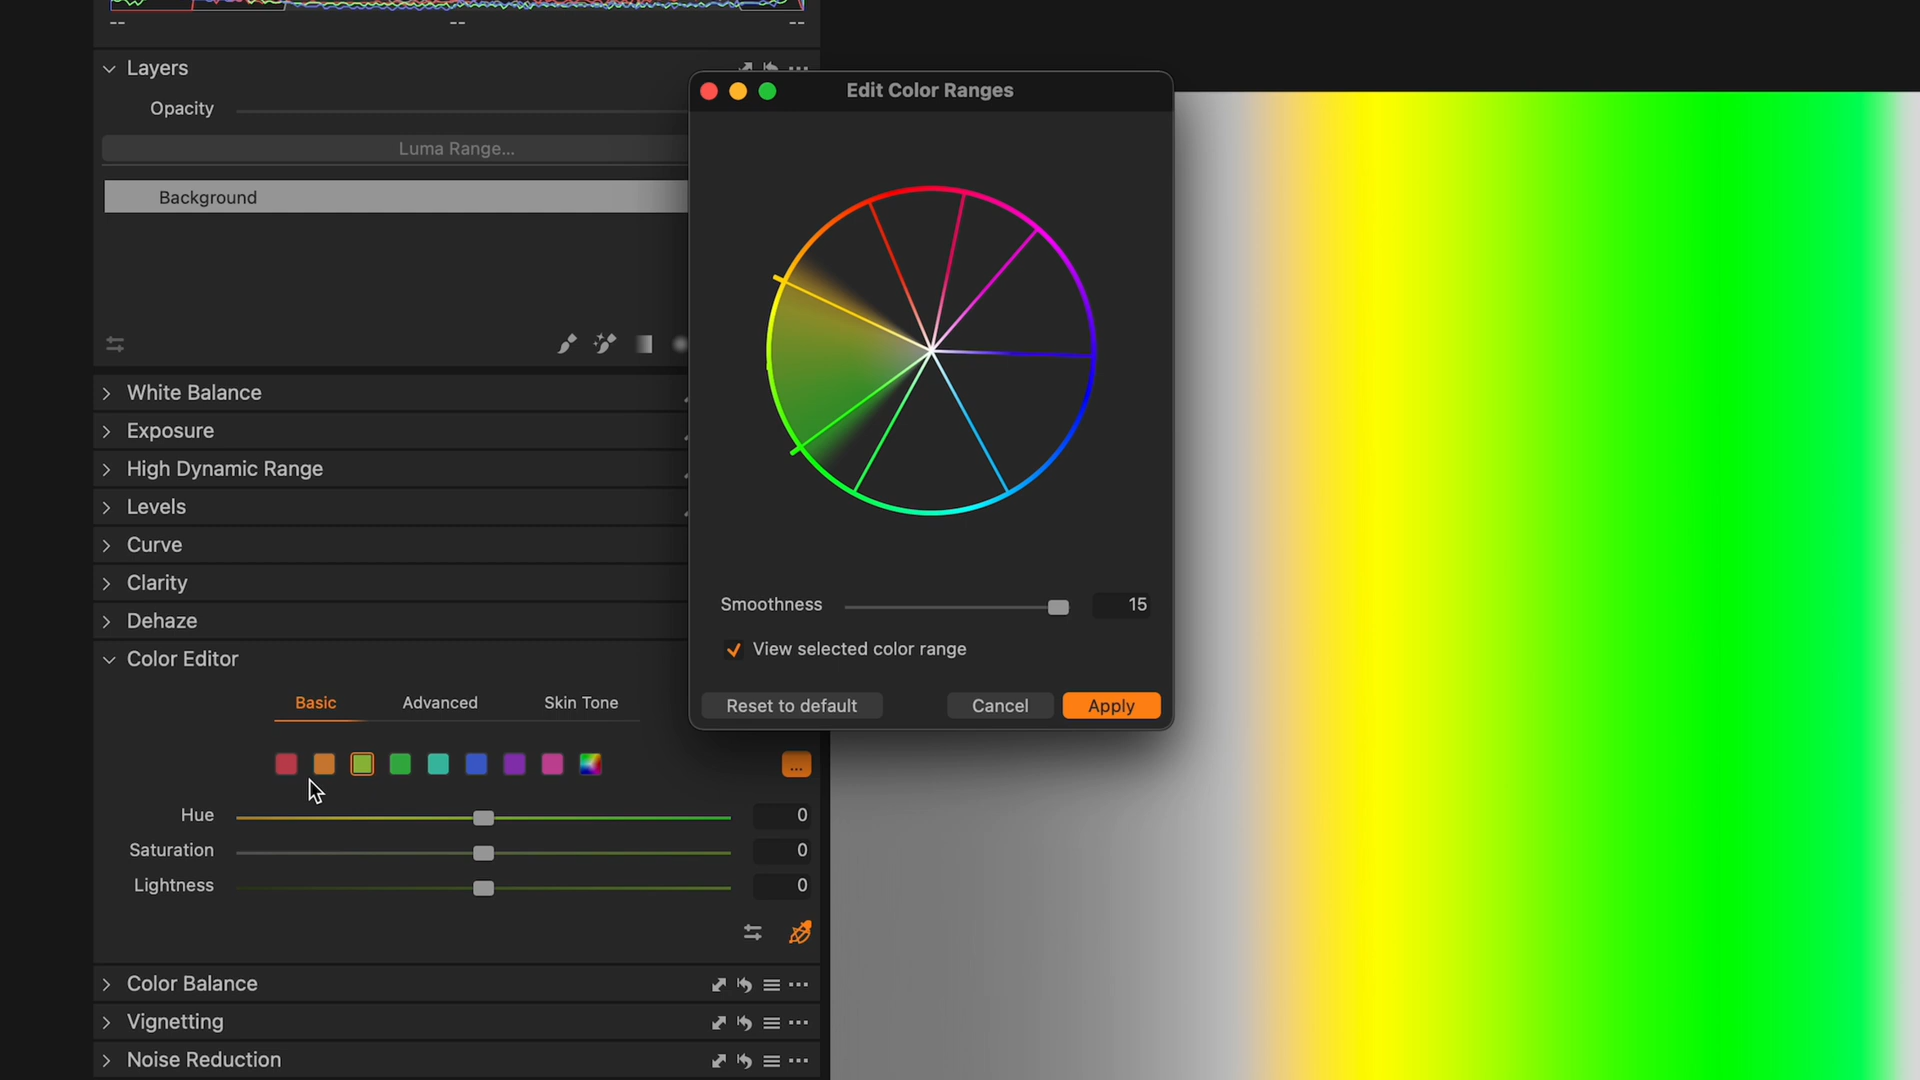 -- -- --
Layers
Opacity
Luma Range...
Background
White Balance
Exposure
High Dynamic Range
Levels
Curve
Clarity
Dehaze
Color Editor
Basic Advanced Skin Tone
...
Hue 0
Saturation 0
Lightness 0
Color Balance
Vignetting
Noise Reduction
Edit Color Ranges
Smoothness 15
View selected color range
Reset to default Cancel Apply